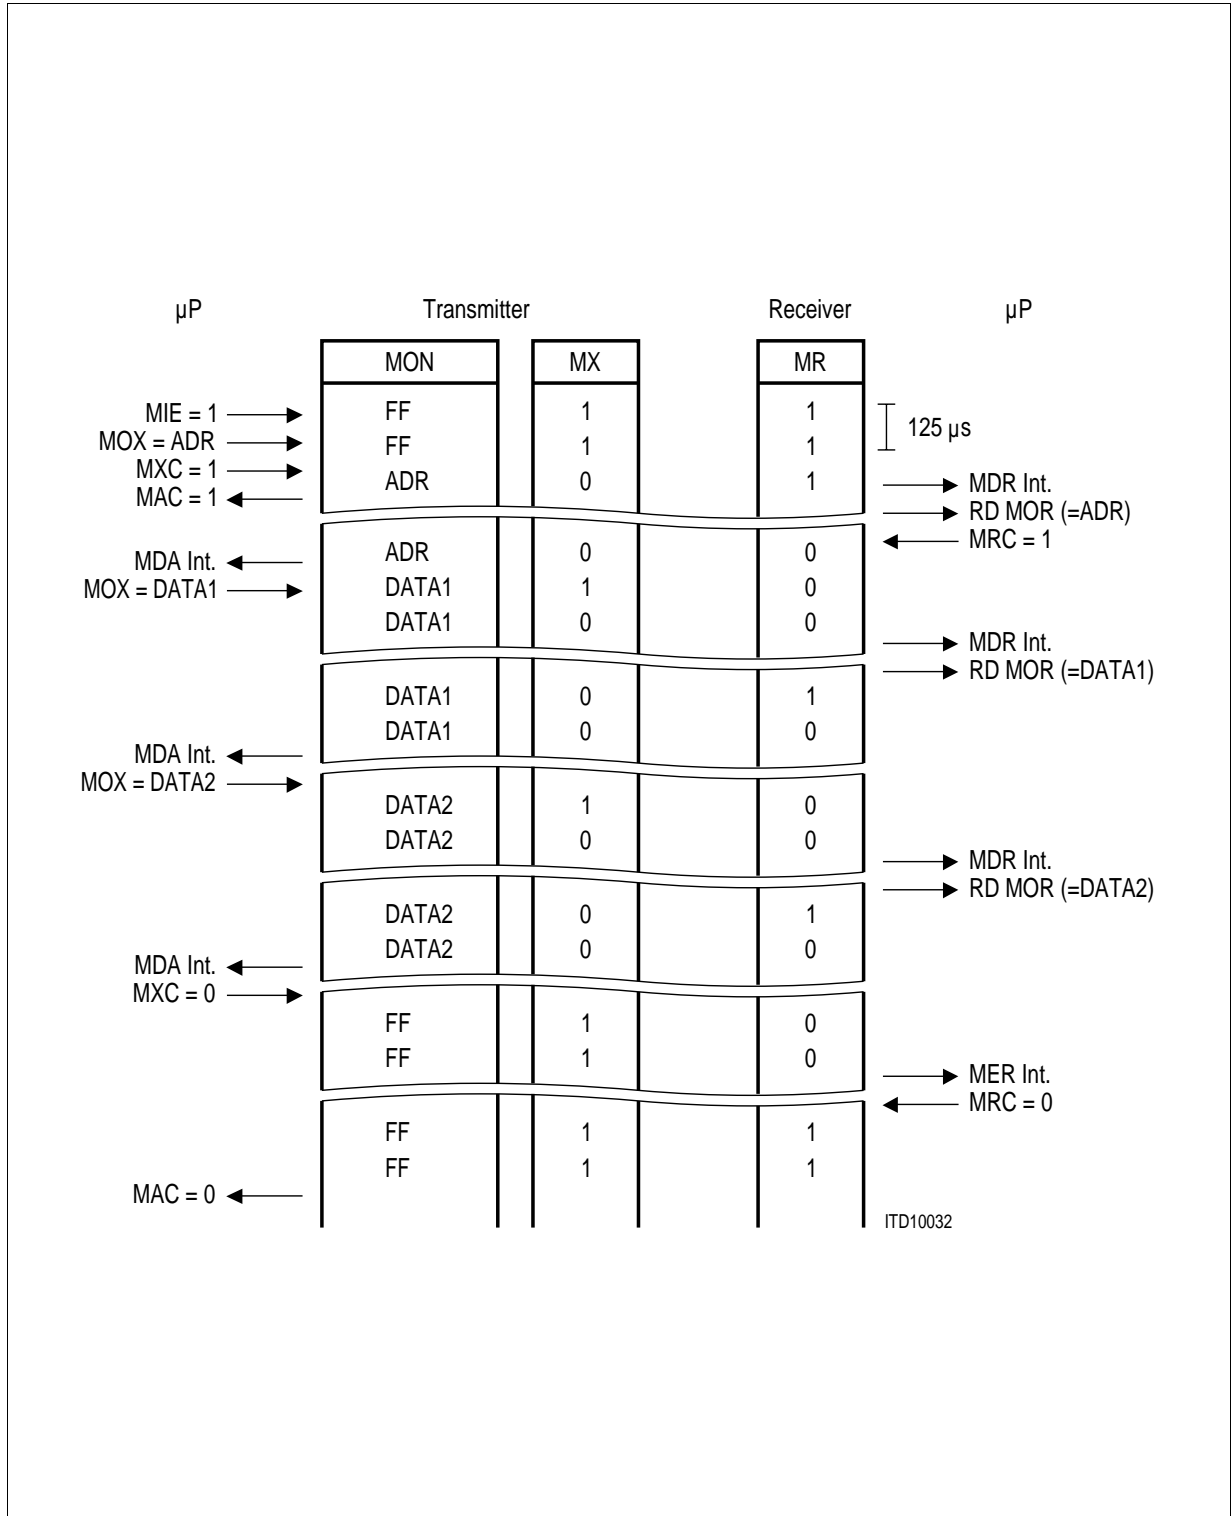 µP Transmitter Receiver µP
MON MX MR
MIE = 1 FF 1 1
125 µs
MOX = ADR FF 1 1
MXC = 1 ADR 0 1 MDR Int.
MAC = 1 RD MOR (=ADR)
MRC = 1
MDA Int. ADR 0 0
MOX = DATA1 DATA1 1 0
DATA1 0 0
MDR Int.
RD MOR (=DATA1)
DATA1 0 1
DATA1 0 0
MDA Int.
MOX = DATA2
DATA2 1 0
DATA2 0 0
MDR Int.
RD MOR (=DATA2)
DATA2 0 1
DATA2 0 0
MDA Int.
MXC = 0
FF 1 0
FF 1 0
MER Int.
MRC = 0
FF 1 1
FF 1 1
MAC = 0
ITD10032